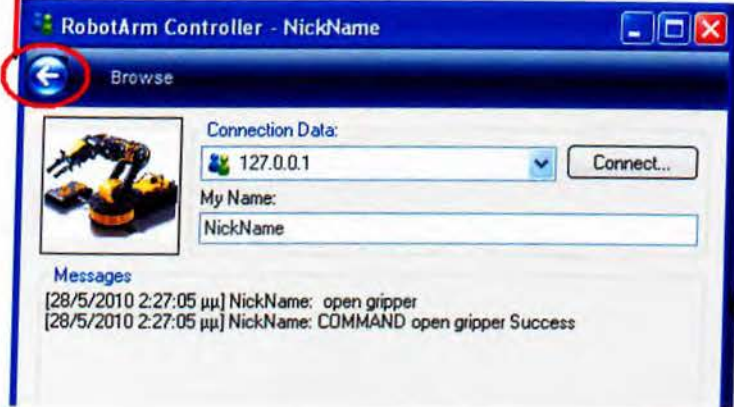 RobotArm Controller - NickName
Browse
Connection Data:
127.0.0.1
Connect...
My Name:
NickName
Messages
[28/5/2010 2:27:05 μμ] NickName:  open gripper
[28/5/2010 2:27:05 μμ] NickName: COMMAND open gripper Success